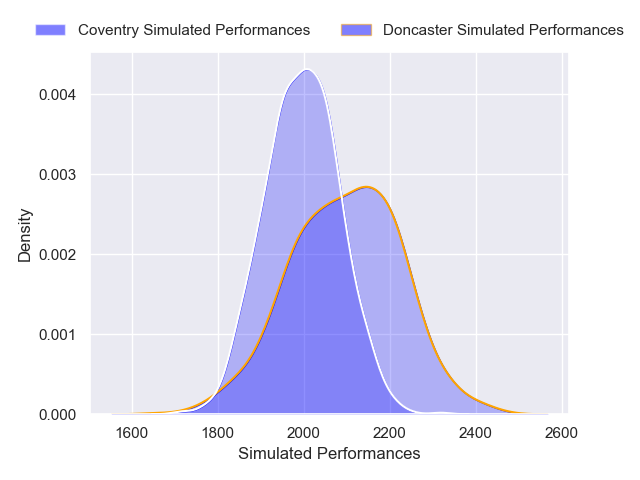 Coventry Simulated Performances Doncaster Simulated Performances
0.004
0.003
0.002
0.001
0.000
Density
1600 1800 2000 2200 2400 2600
Simulated Performances